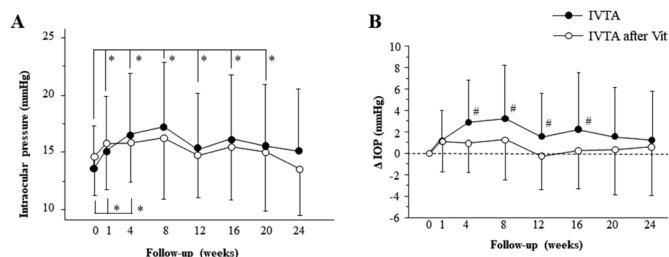 A
Intraocular pressure (mmHg)
25
20
15
10
* * * * * *
* *
0 1 4 8 12 16 20 24
Follow-up (weeks)
B
IVTA
IVTA after Vit
Δ IOP (mmHg)
10
8
6
4
2
0
-2
-4
-6
# # # #
0 1 4 8 12 16 20 24
Follow-up (weeks)